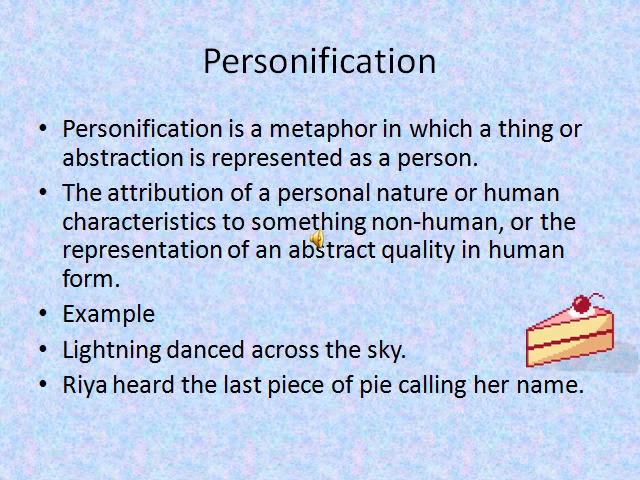 Personification
• Personification is a metaphor in which a thing or
abstraction is represented as a person.
• The attribution of a personal nature or human
characteristics to something non-human, or the
representation of an abstract quality in human
form.
• Example
• Lightning danced across the sky.
• Riya heard the last piece of pie calling her name.